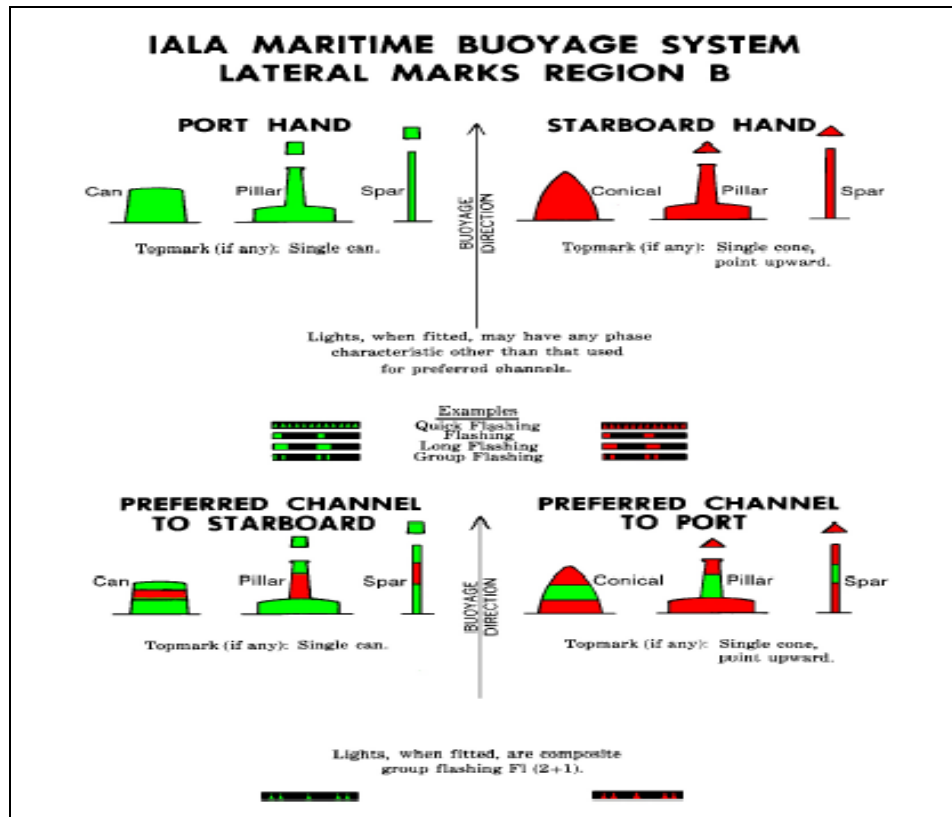 IALA MARITIME BUOYAGE SYSTEM
LATERAL MARKS REGION B
PORT HAND
STARBOARD HAND
Can
Pillar
Spar
Conical
Pillar
Spar
Topmark (if any): Single can.
BUOYAGE
DIRECTION
Topmark (if any): Single cone,
point upward.
Lights, when fitted, may have any phase
characteristic other than that used
for preferred channels.
Examples
Quick Flashing
Flashing
Long Flashing
Group Flashing
PREFERRED CHANNEL
TO STARBOARD
PREFERRED CHANNEL
TO PORT
Can
Pillar
Spar
Conical
Pillar
Spar
Topmark (if any): Single can.
BUOYAGE
DIRECTION
Topmark (if any): Single cone,
point upward.
Lights, when fitted, are composite
group flashing Fl (2+1).